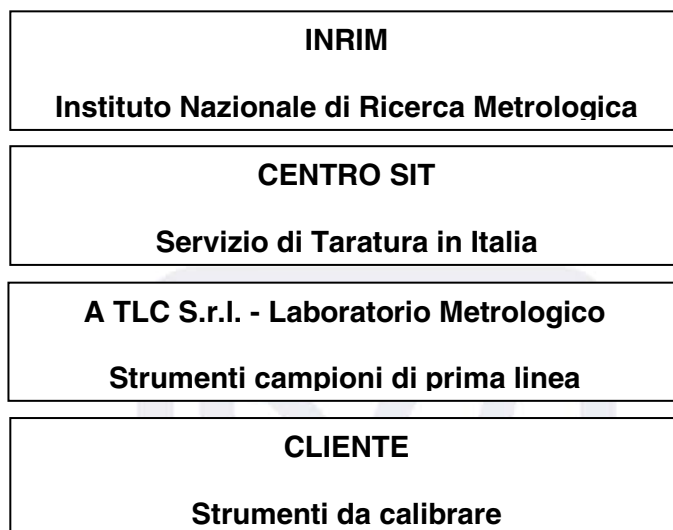 INRIM
Instituto Nazionale di Ricerca Metrologica
CENTRO SIT
Servizio di Taratura in Italia
A TLC S.r.l. - Laboratorio Metrologico
Strumenti campioni di prima linea
CLIENTE
Strumenti da calibrare